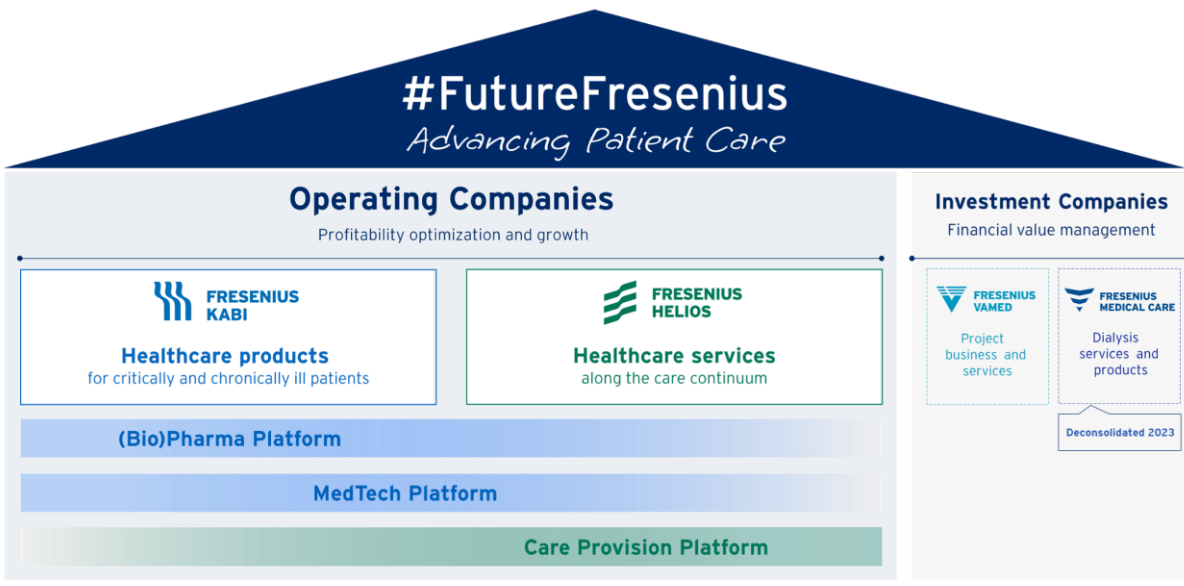 #FutureFresenius
Advancing Patient Care
Operating Companies
Profitability optimization and growth
FRESENIUS
KABI
Healthcare products
for critically and chronically ill patients
FRESENIUS
HELIOS
Healthcare services
along the care continuum
(Bio)Pharma Platform
MedTech Platform
Care Provision Platform
Investment Companies
Financial value management
FRESENIUS
VAMED
Project
business and
services
FRESENIUS
MEDICAL CARE
Dialysis
services and
products
Deconsolidated 2023